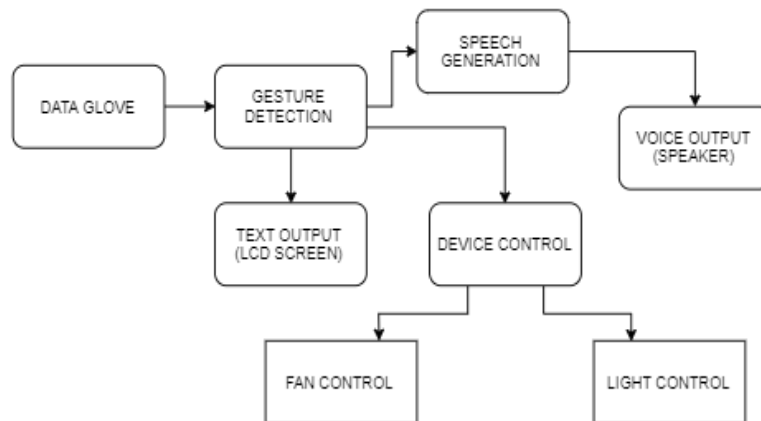 SPEECH
GENERATION
DATA GLOVE
GESTURE
DETECTION
VOICE OUTPUT
(SPEAKER)
TEXT OUTPUT
(LCD SCREEN)
DEVICE CONTROL
FAN CONTROL
LIGHT CONTROL